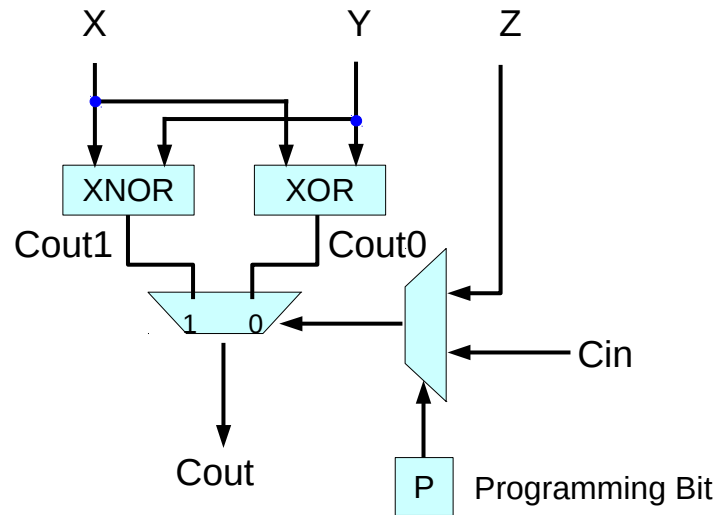 X Y Z
XNOR XOR
Cout1 Cout0
1 0
Cin
Cout
P Programming Bit